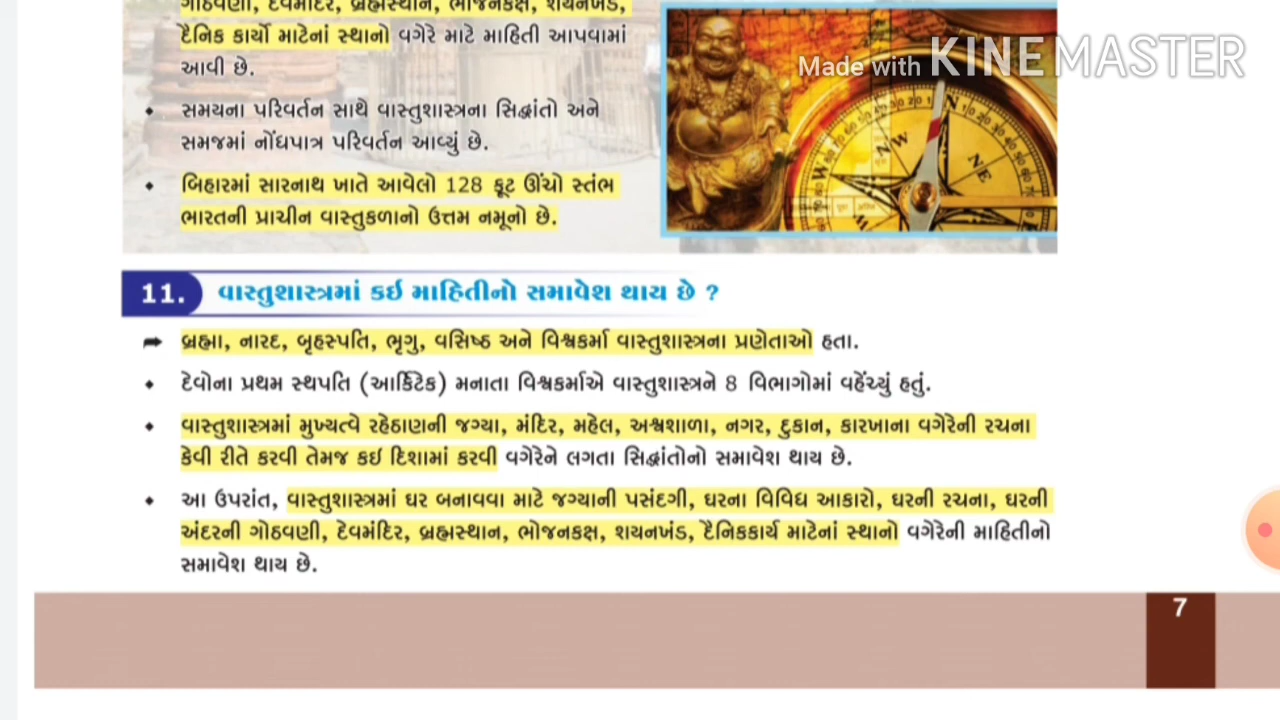 ગોઠવણી, દેવમંદિર, બ્રહ્મસ્થાન, ભોજનકક્ષ, શયનખંડ,
દૈનિક કાર્યો માટેનાં સ્થાનો વગેરે માટે માહિતી આપવામાં
આવી છે.
• સમયના પરિવર્તન સાથે વાસ્તુશાસ્ત્રના સિદ્ધાંતો અને
સમજમાં નોંધપાત્ર પરિવર્તન આવ્યું છે.
• બિહારમાં સારનાથ ખાતે આવેલો 128 ફૂટ ઊંચો સ્તંભ
ભારતની પ્રાચીન વાસ્તુકળાનો ઉત્તમ નમૂનો છે.
Made with KINEMASTER
N
NE
W
N W
W
11. વાસ્તુશાસ્ત્રમાં કઇ માહિતીનો સમાવેશ થાય છે ?
➡ બ્રહ્મા, નારદ, બૃહસ્પતિ, ભૃગુ, વસિષ્ઠ અને વિશ્વકર્મા વાસ્તુશાસ્ત્રના પ્રણેતાઓ હતા.
• દેવોના પ્રથમ સ્થપતિ (આર્કિટેક) મનાતા વિશ્વકર્માએ વાસ્તુશાસ્ત્રને 8 વિભાગોમાં વહેંચ્યું હતું.
• વાસ્તુશાસ્ત્રમાં મુખ્યત્વે રહેઠાણની જગ્યા, મંદિર, મહેલ, અશ્વશાળા, નગર, દુકાન, કારખાના વગેરેની રચના
કેવી રીતે કરવી તેમજ કઇ દિશામાં કરવી વગેરેને લગતા સિદ્ધાંતોનો સમાવેશ થાય છે.
• આ ઉપરાંત, વાસ્તુશાસ્ત્રમાં ઘર બનાવવા માટે જગ્યાની પસંદગી, ઘરના વિવિધ આકારો, ઘરની રચના, ઘરની
અંદરની ગોઠવણી, દેવમંદિર, બ્રહ્મસ્થાન, ભોજનકક્ષ, શયનખંડ, દૈનિકકાર્ય માટેનાં સ્થાનો વગેરેની માહિતીનો
સમાવેશ થાય છે.
7